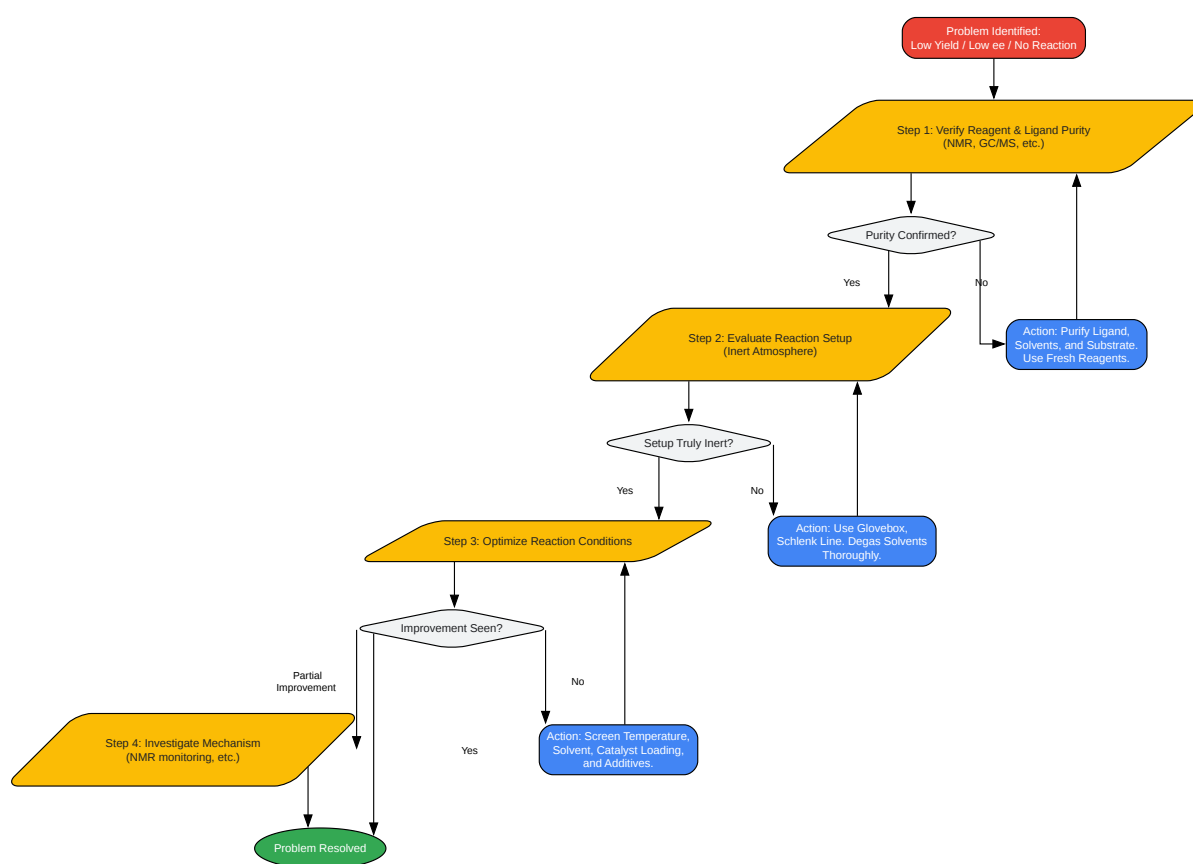 Problem Identified:
Low Yield / Low ee / No Reaction
Step 1: Verify Reagent & Ligand Purity
(NMR, GC/MS, etc.)
Purity Confirmed?
Yes
No
Action: Purify Ligand,
Solvents, and Substrate.
Use Fresh Reagents.
Step 2: Evaluate Reaction Setup
(Inert Atmosphere)
Setup Truly Inert?
Yes
No
Action: Use Glovebox,
Schlenk Line. Degas Solvents
Thoroughly.
Step 3: Optimize Reaction Conditions
Improvement Seen?
Partial
Improvement
No
Yes
Action: Screen Temperature,
Solvent, Catalyst Loading,
and Additives.
Step 4: Investigate Mechanism
(NMR monitoring, etc.)
Problem Resolved